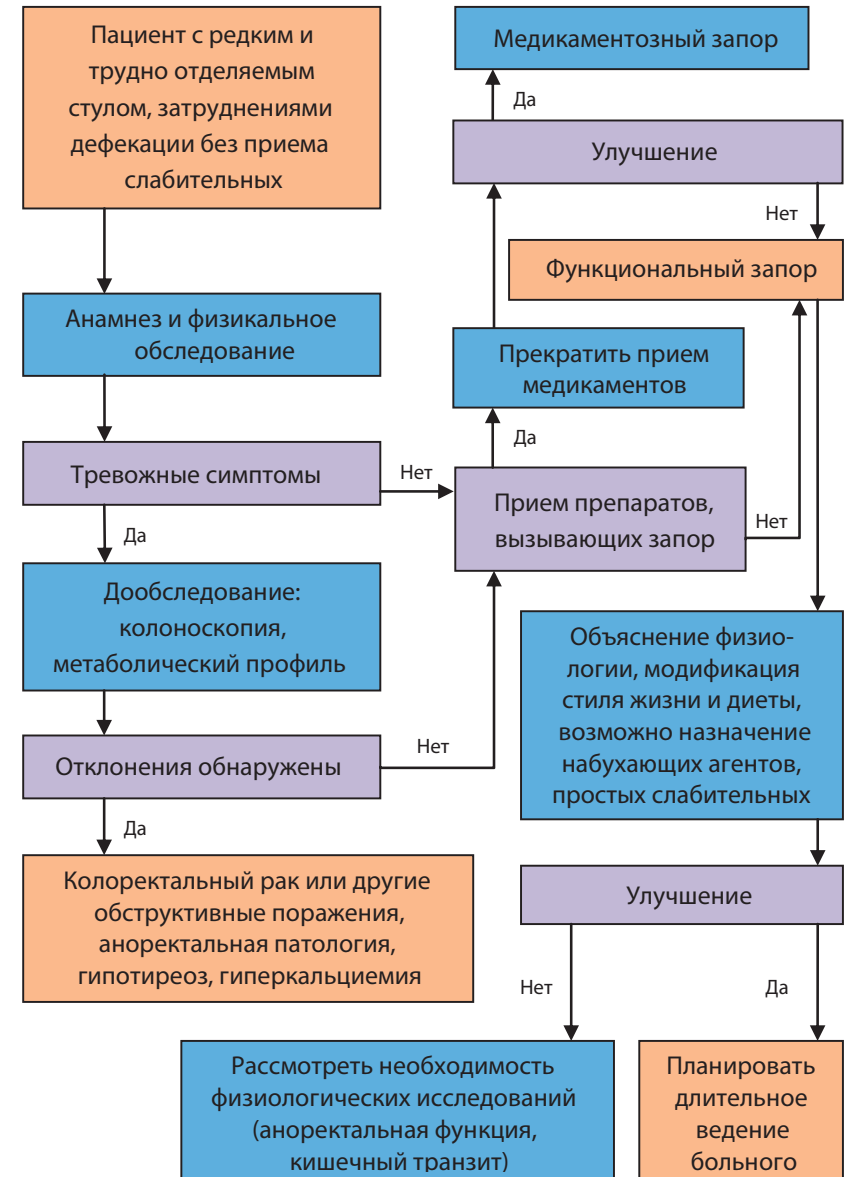 Пациент с редким и
трудно отделяемым
стулом, затруднениями
дефекации без приема
слабительных
Анамнез и физикальное
обследование
Тревожные симптомы
Нет
Да
Дообследование:
колоноскопия,
метаболический профиль
Отклонения обнаружены
Нет
Да
Колоректальный рак или другие
обструктивные поражения,
аноректальная патология,
гипотиреоз, гиперкальциемия
Медикаментозный запор
Да
Улучшение
Нет
Функциональный запор
Прекратить прием
медикаментов
Да
Прием препаратов,
вызывающих запор
Нет
Объяснение физио-
логии, модификация
стиля жизни и диеты,
возможно назначение
набухающих агентов,
простых слабительных
Улучшение
Нет
Да
Рассмотреть необходимость
физиологических исследований
(аноректальная функция,
кишечный транзит)
Планировать
длительное
ведение
больного